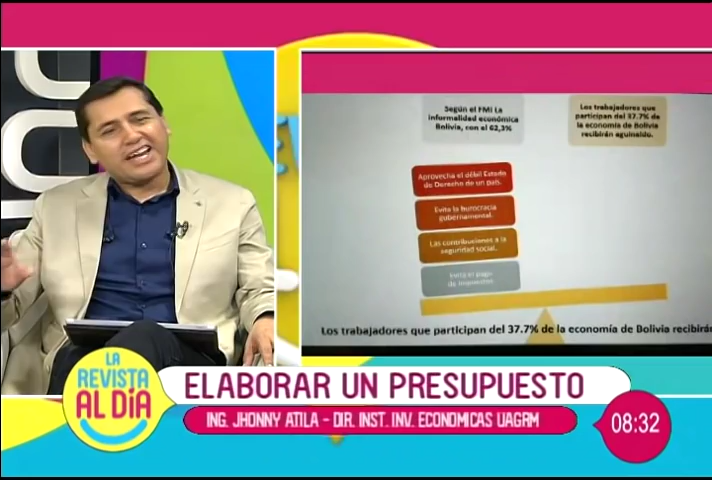 Según el FMI La
informalidad económica
Bolivia, con el 62,3%
Los trabajadores que
participan del 37.7% de
la economía de Bolivia
recibirán aguinaldo.
Aprovecha el débil Estado
de Derecho de un país.
Evita la burocracia
gubernamental.
Las contribuciones a la
seguridad social.
Evita el pago
de impuestos
Los trabajadores que participan del 37.7% de la economía de Bolivia recibirán
LA
REVISTA
AL DíA
ELABORAR UN PRESUPUESTO
ING. JHONNY ATILA - DIR. INST. INV. ECONOMICAS UAGRM
08:32